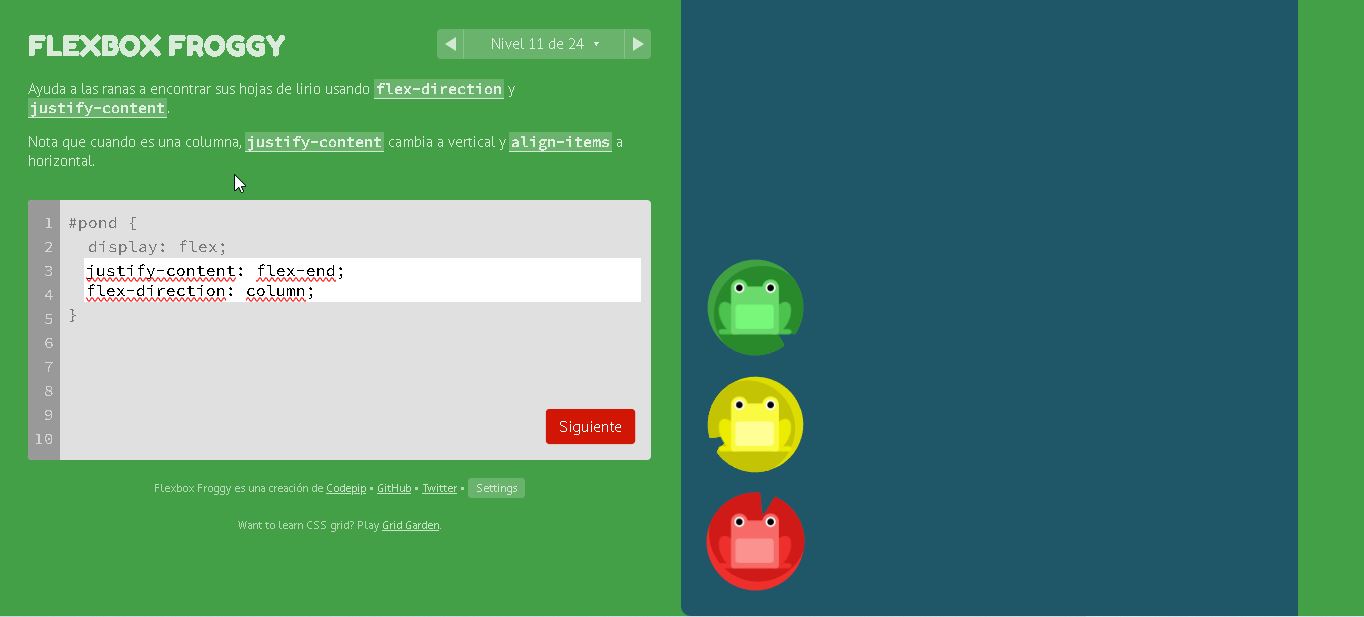 FLEXBOX FROGGY
Nivel 11 de 24
Ayuda a las ranas a encontrar sus hojas de lirio usando flex-direction y
justify-content.
Nota que cuando es una columna, justify-content cambia a vertical y align-items a
horizontal.
1 #pond {
2 display: flex;
3 justify-content: flex-end;
4 flex-direction: column;
5 }
6
7
8
9
10
Siguiente
Flexbox Froggy es una creación de Codepip • GitHub • Twitter • Settings
Want to learn CSS grid? Play Grid Garden.